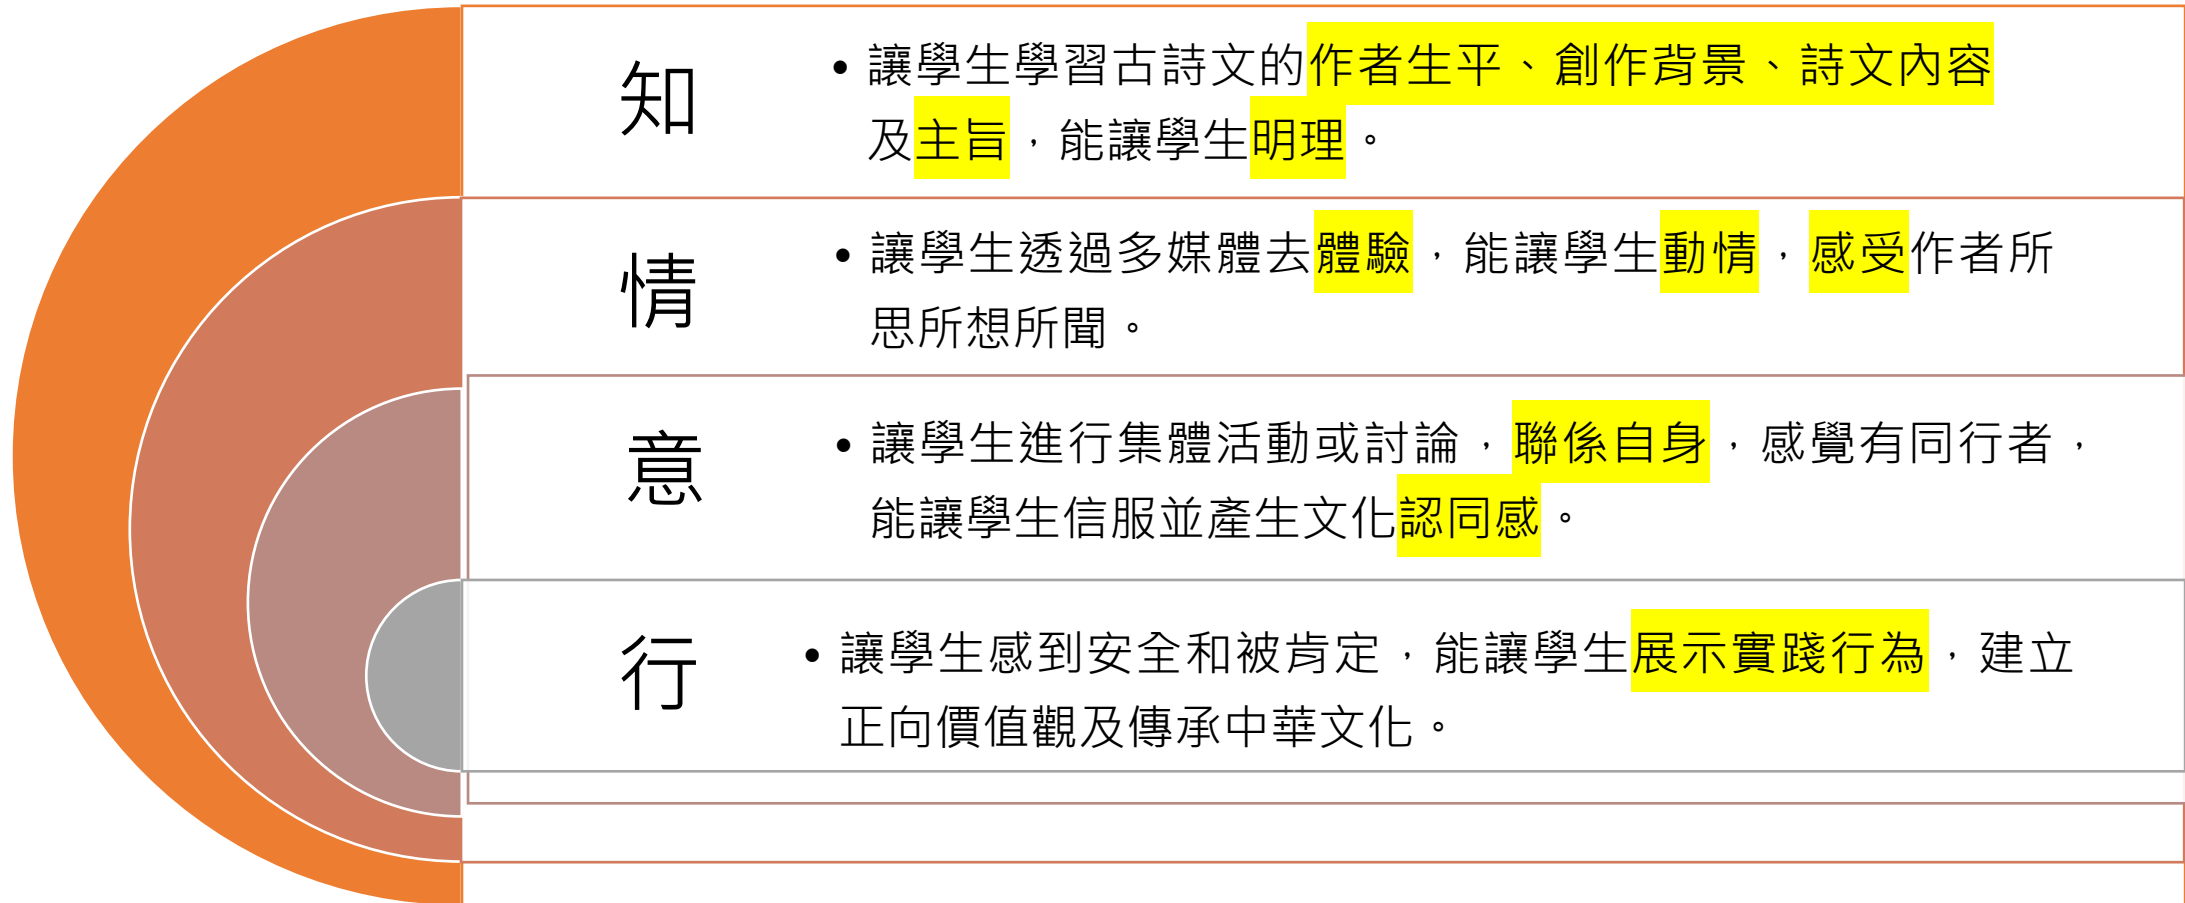 知
• 讓學生學習古詩文的作者生平、創作背景、詩文內容
及主旨，能讓學生明理。
情
• 讓學生透過多媒體去體驗，能讓學生動情，感受作者所
思所想所聞。
意
• 讓學生進行集體活動或討論，聯係自身，感覺有同行者，
能讓學生信服並產生文化認同感。
行
• 讓學生感到安全和被肯定，能讓學生展示實踐行為，建立
正向價值觀及傳承中華文化。